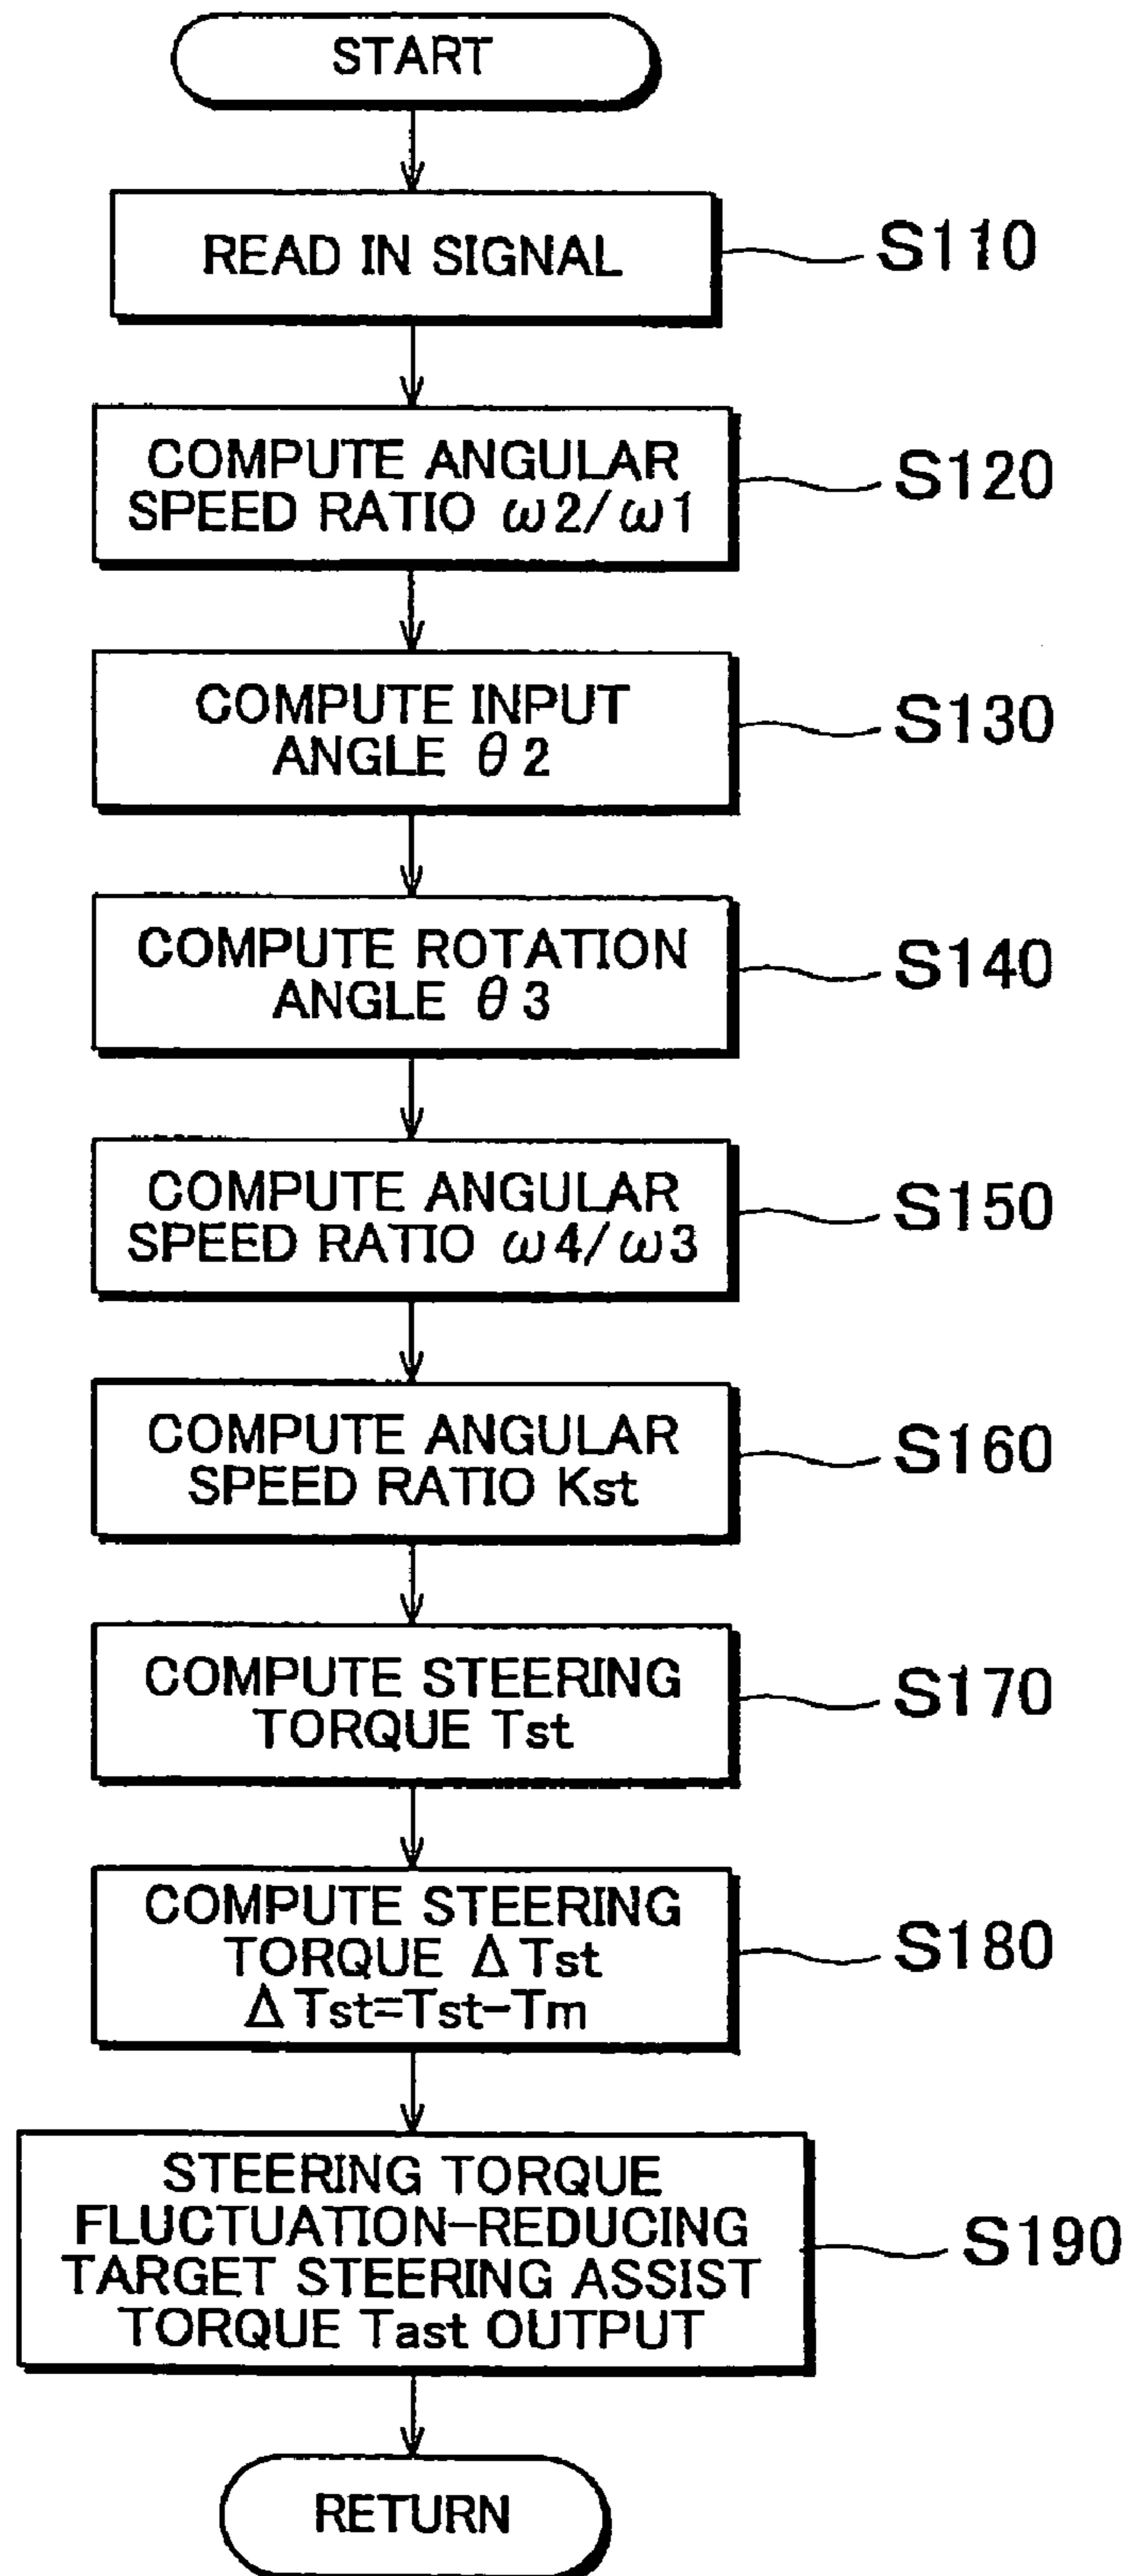 START
READ IN SIGNAL
S110
COMPUTE ANGULAR
SPEED RATIO ω2/ω1
S120
COMPUTE INPUT
ANGLE θ2
S130
COMPUTE ROTATION
ANGLE θ3
S140
COMPUTE ANGULAR
SPEED RATIO ω4/ω3
S150
COMPUTE ANGULAR
SPEED RATIO Kst
S160
COMPUTE STEERING
TORQUE Tst
S170
COMPUTE STEERING
TORQUE ΔTst
ΔTst=Tst-Tm
S180
STEERING TORQUE
FLUCTUATION-REDUCING
TARGET STEERING ASSIST
TORQUE Tast OUTPUT
S190
RETURN